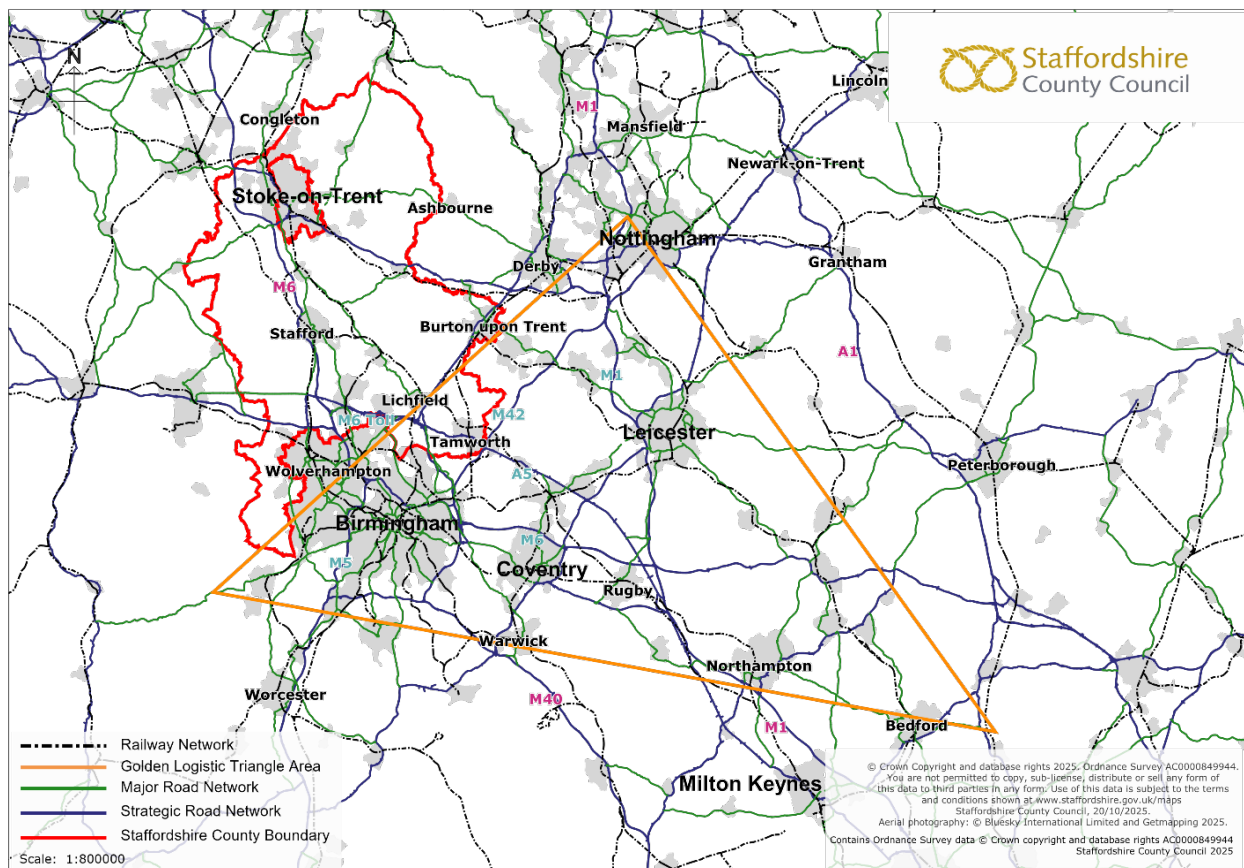 N
Staffordshire
County Council
Lincoln
M1
Congleton
Mansfield
Newark-on-Trent
Stoke-on-Trent
Ashbourne
Nottingham
Grantham
Derby
M6
Burton upon Trent
Stafford
A1
M1
Lichfield
M42
M6 Toll
Leicester
Tamworth
Peterborough
Wolverhampton
A5
Birmingham
M6
M5
Coventry
Rugby
Warwick
Northampton
Worcester
M40
Bedford
M1
Milton Keynes
Railway Network
Golden Logistic Triangle Area
Major Road Network
Strategic Road Network
Staffordshire County Boundary
Scale: 1:800000
© Crown Copyright and database rights 2025. Ordnance Survey AC0000849944.
You are not permitted to copy, sub-license, distribute or sell any form of
this data to third parties in any form. Use of this data is subject to the terms
and conditions shown at www.staffordshire.gov.uk/maps
Staffordshire County Council, 20/10/2025.
Aerial photography: © Bluesky International Limited and Getmapping 2025.
Contains Ordnance Survey data © Crown copyright and database rights AC0000849944
Staffordshire County Council 2025